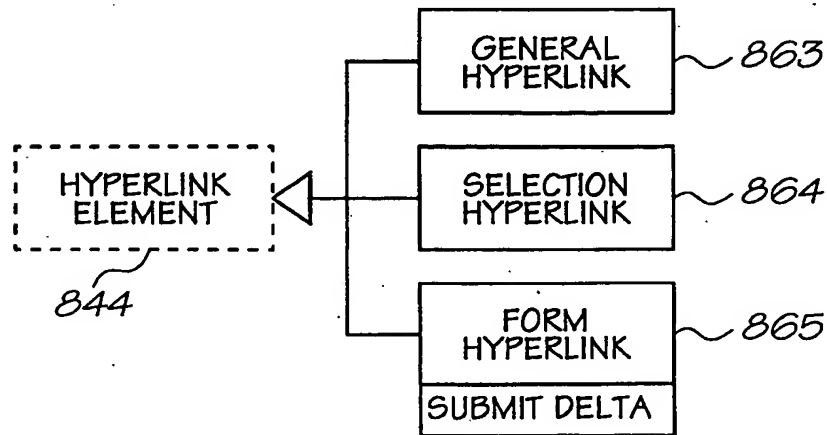 GENERAL
HYPERLINK
863
HYPERLINK
ELEMENT
844
SELECTION
HYPERLINK
864
FORM
HYPERLINK
865
SUBMIT DELTA